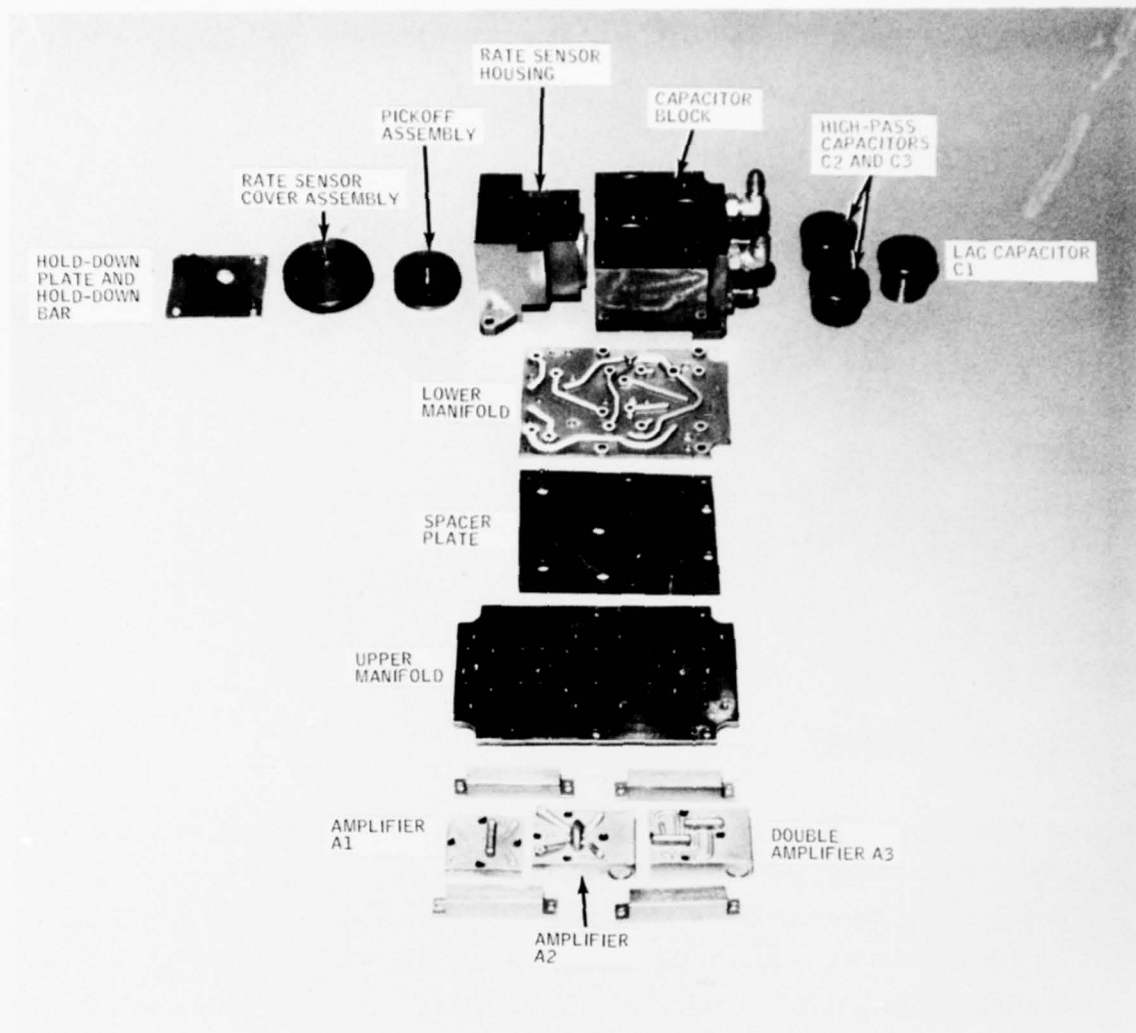 RATE SENSOR
HOUSING
CAPACITOR
BLOCK
PICKOFF
ASSEMBLY
HIGH-PASS
CAPACITORS
C2 AND C3
RATE SENSOR
COVER ASSEMBLY
HOLD-DOWN
PLATE AND
HOLD-DOWN
BAR
LAG CAPACITOR
C1
LOWER
MANIFOLD
SPACER
PLATE
UPPER
MANIFOLD
AMPLIFIER
A1
DOUBLE
AMPLIFIER A3
AMPLIFIER
A2